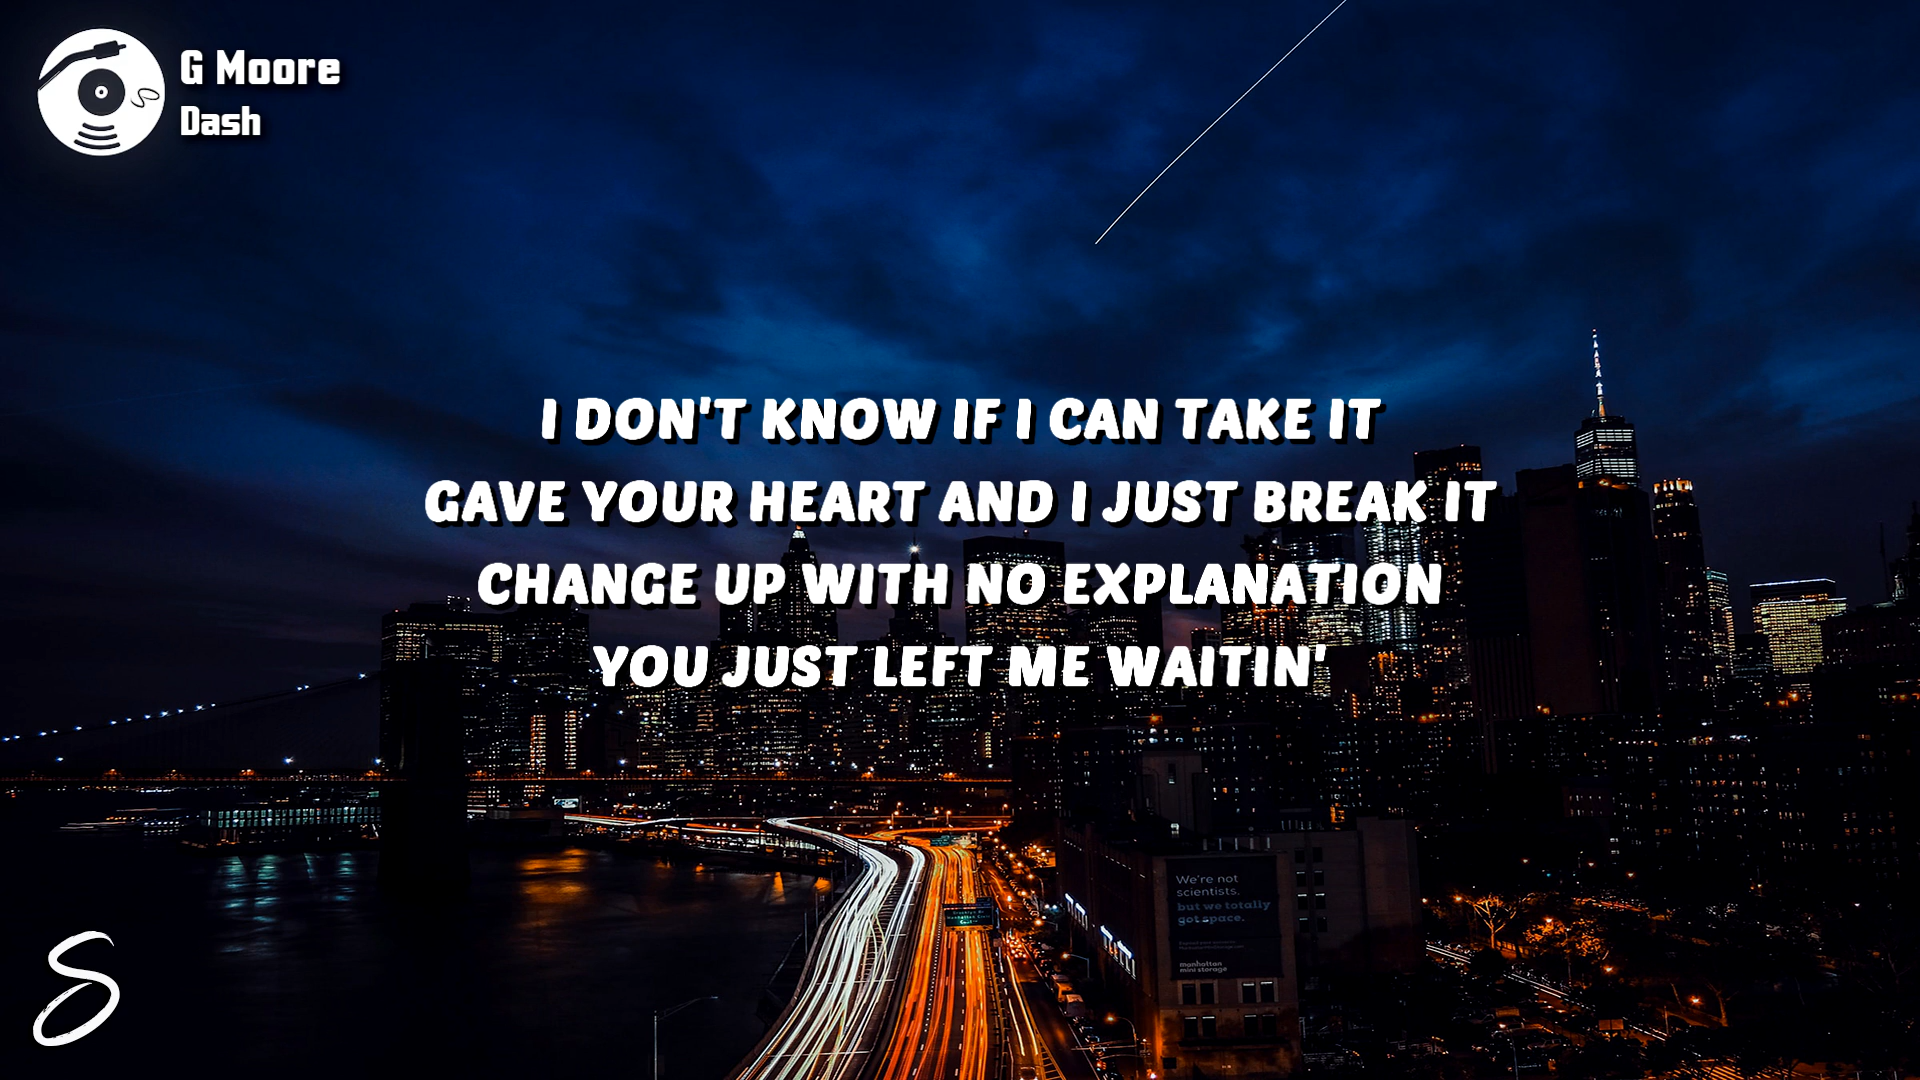 G Moore
Dash
I DON'T KNOW IF I CAN TAKE IT
GAVE YOUR HEART AND I JUST BREAK IT
CHANGE UP WITH NO EXPLANATION
YOU JUST LEFT ME WAITIN'
We're not
scientists,
but we totally
got space.
manhattan
mini storage
S